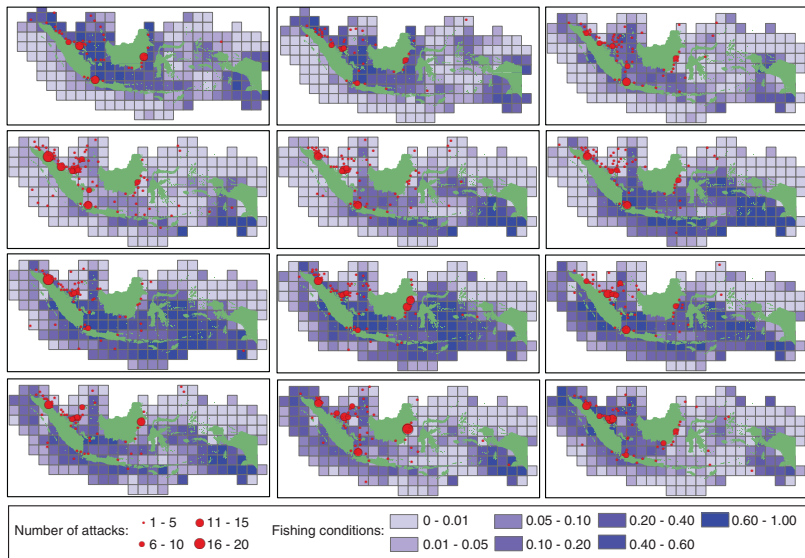 Number of attacks:
1 - 5
11 - 15
6 - 10
16 - 20
Fishing conditions:
0 - 0.01
0.05 - 0.10
0.20 - 0.40
0.60 - 1.00
0.01 - 0.05
0.10 - 0.20
0.40 - 0.60